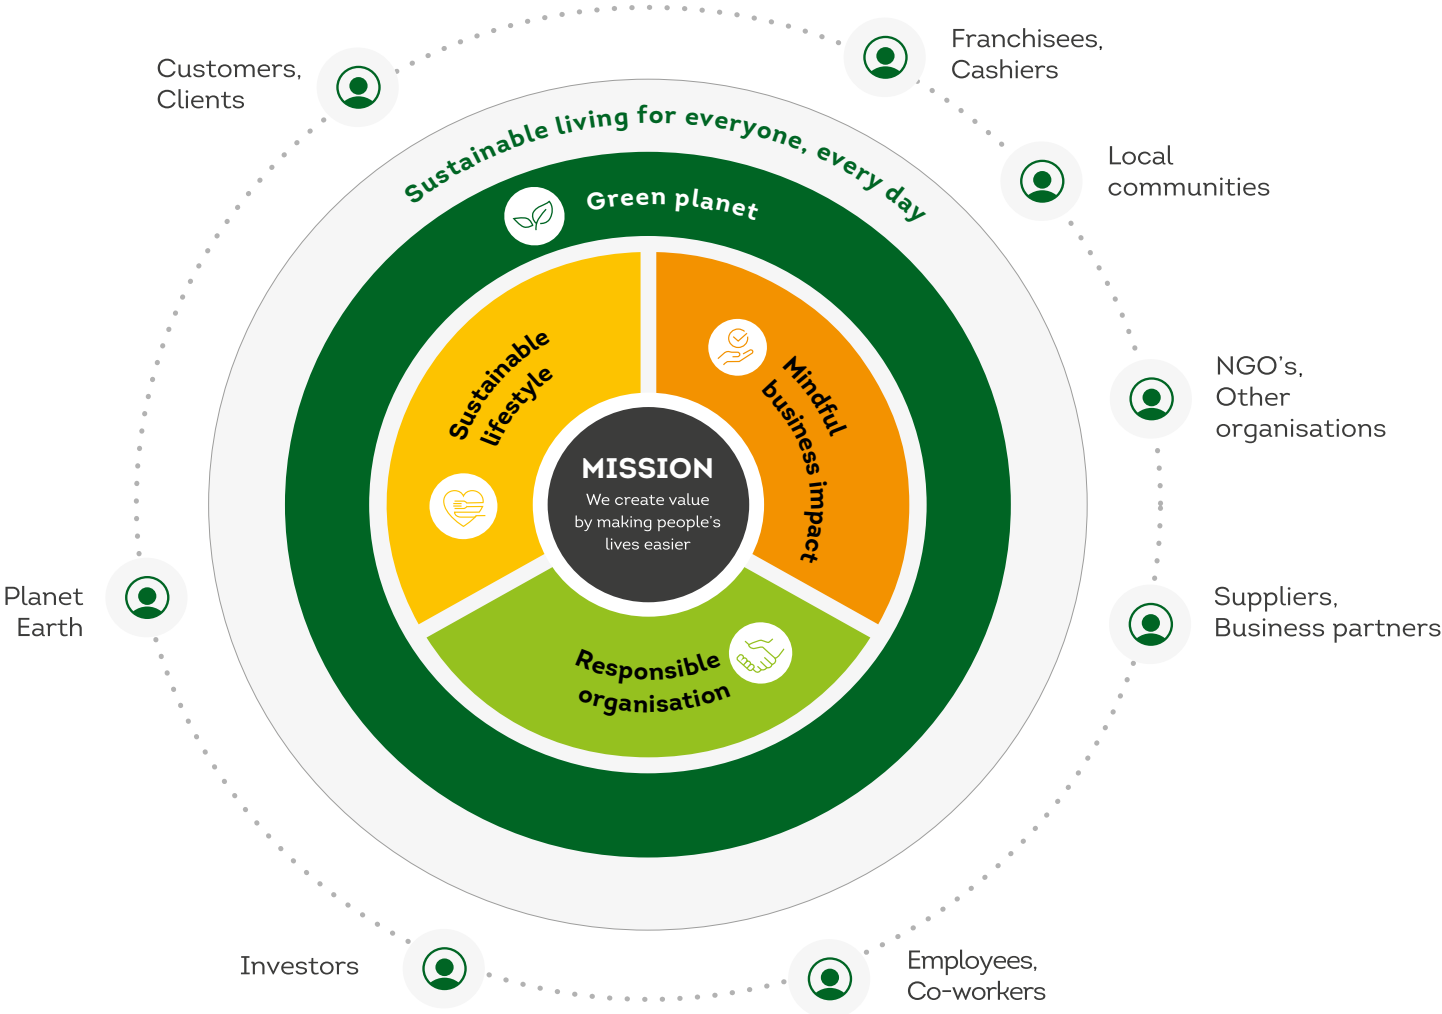 Customers,
Clients
Franchisees,
Cashiers
Local
communities
NGO's,
Other
organisations
Suppliers,
Business partners
Employees,
Co-workers
Investors
Planet
Earth
Sustainable living for everyone, every day
Green planet
Sustainable
lifestyle
Mindful
business impact
Responsible
organisation
MISSION
We create value
by making people's
lives easier